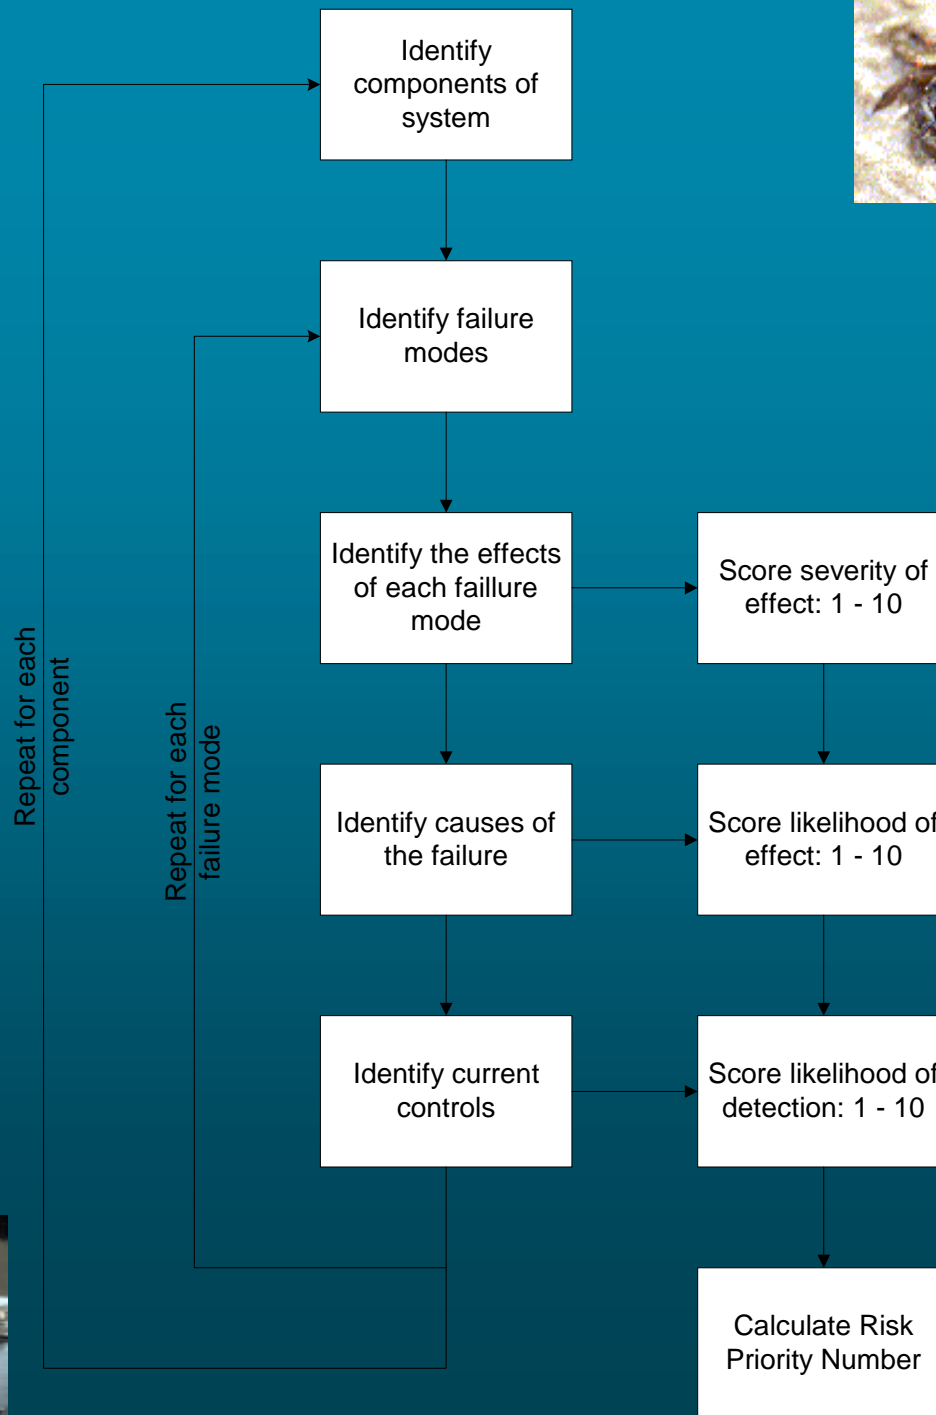 Identify
components of
system
Identify failure
modes
Identify the effects
of each faillure
mode
Score severity of
effect: 1 - 10
Repeat for each
component
Repeat for each
failure mode
Identify causes of
the failure
Score likelihood of
effect: 1 - 10
Identify current
controls
Score likelihood of
detection: 1 - 10
Calculate Risk
Priority Number